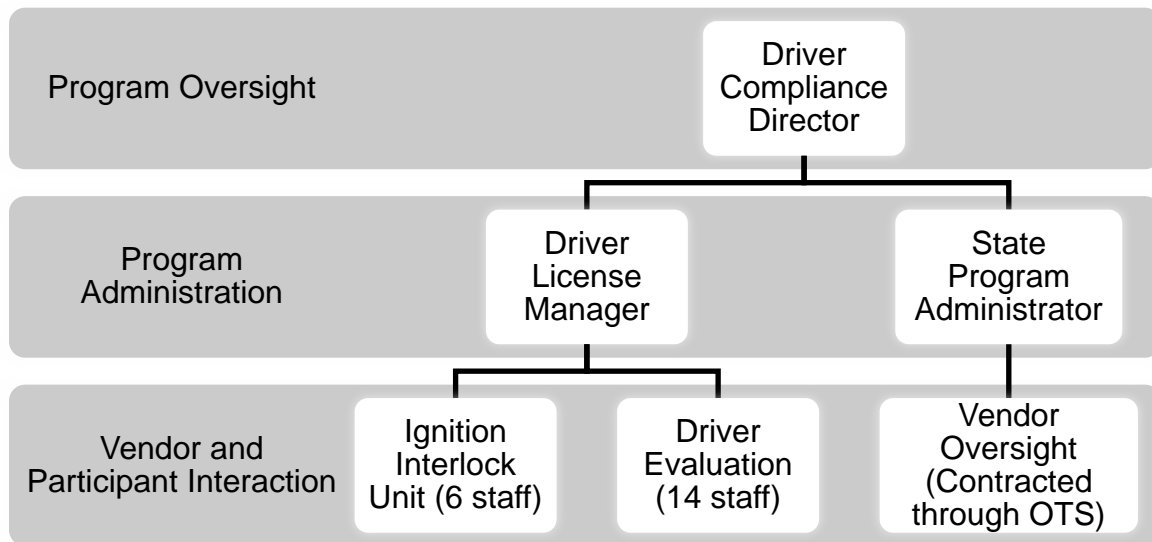 Program Oversight
Driver
Compliance
Director
Program
Administration
Driver
License
Manager
State
Program
Administrator
Vendor and
Participant Interaction
Ignition
Interlock
Unit (6 staff)
Driver
Evaluation
(14 staff)
Vendor
Oversight
(Contracted
through OTS)